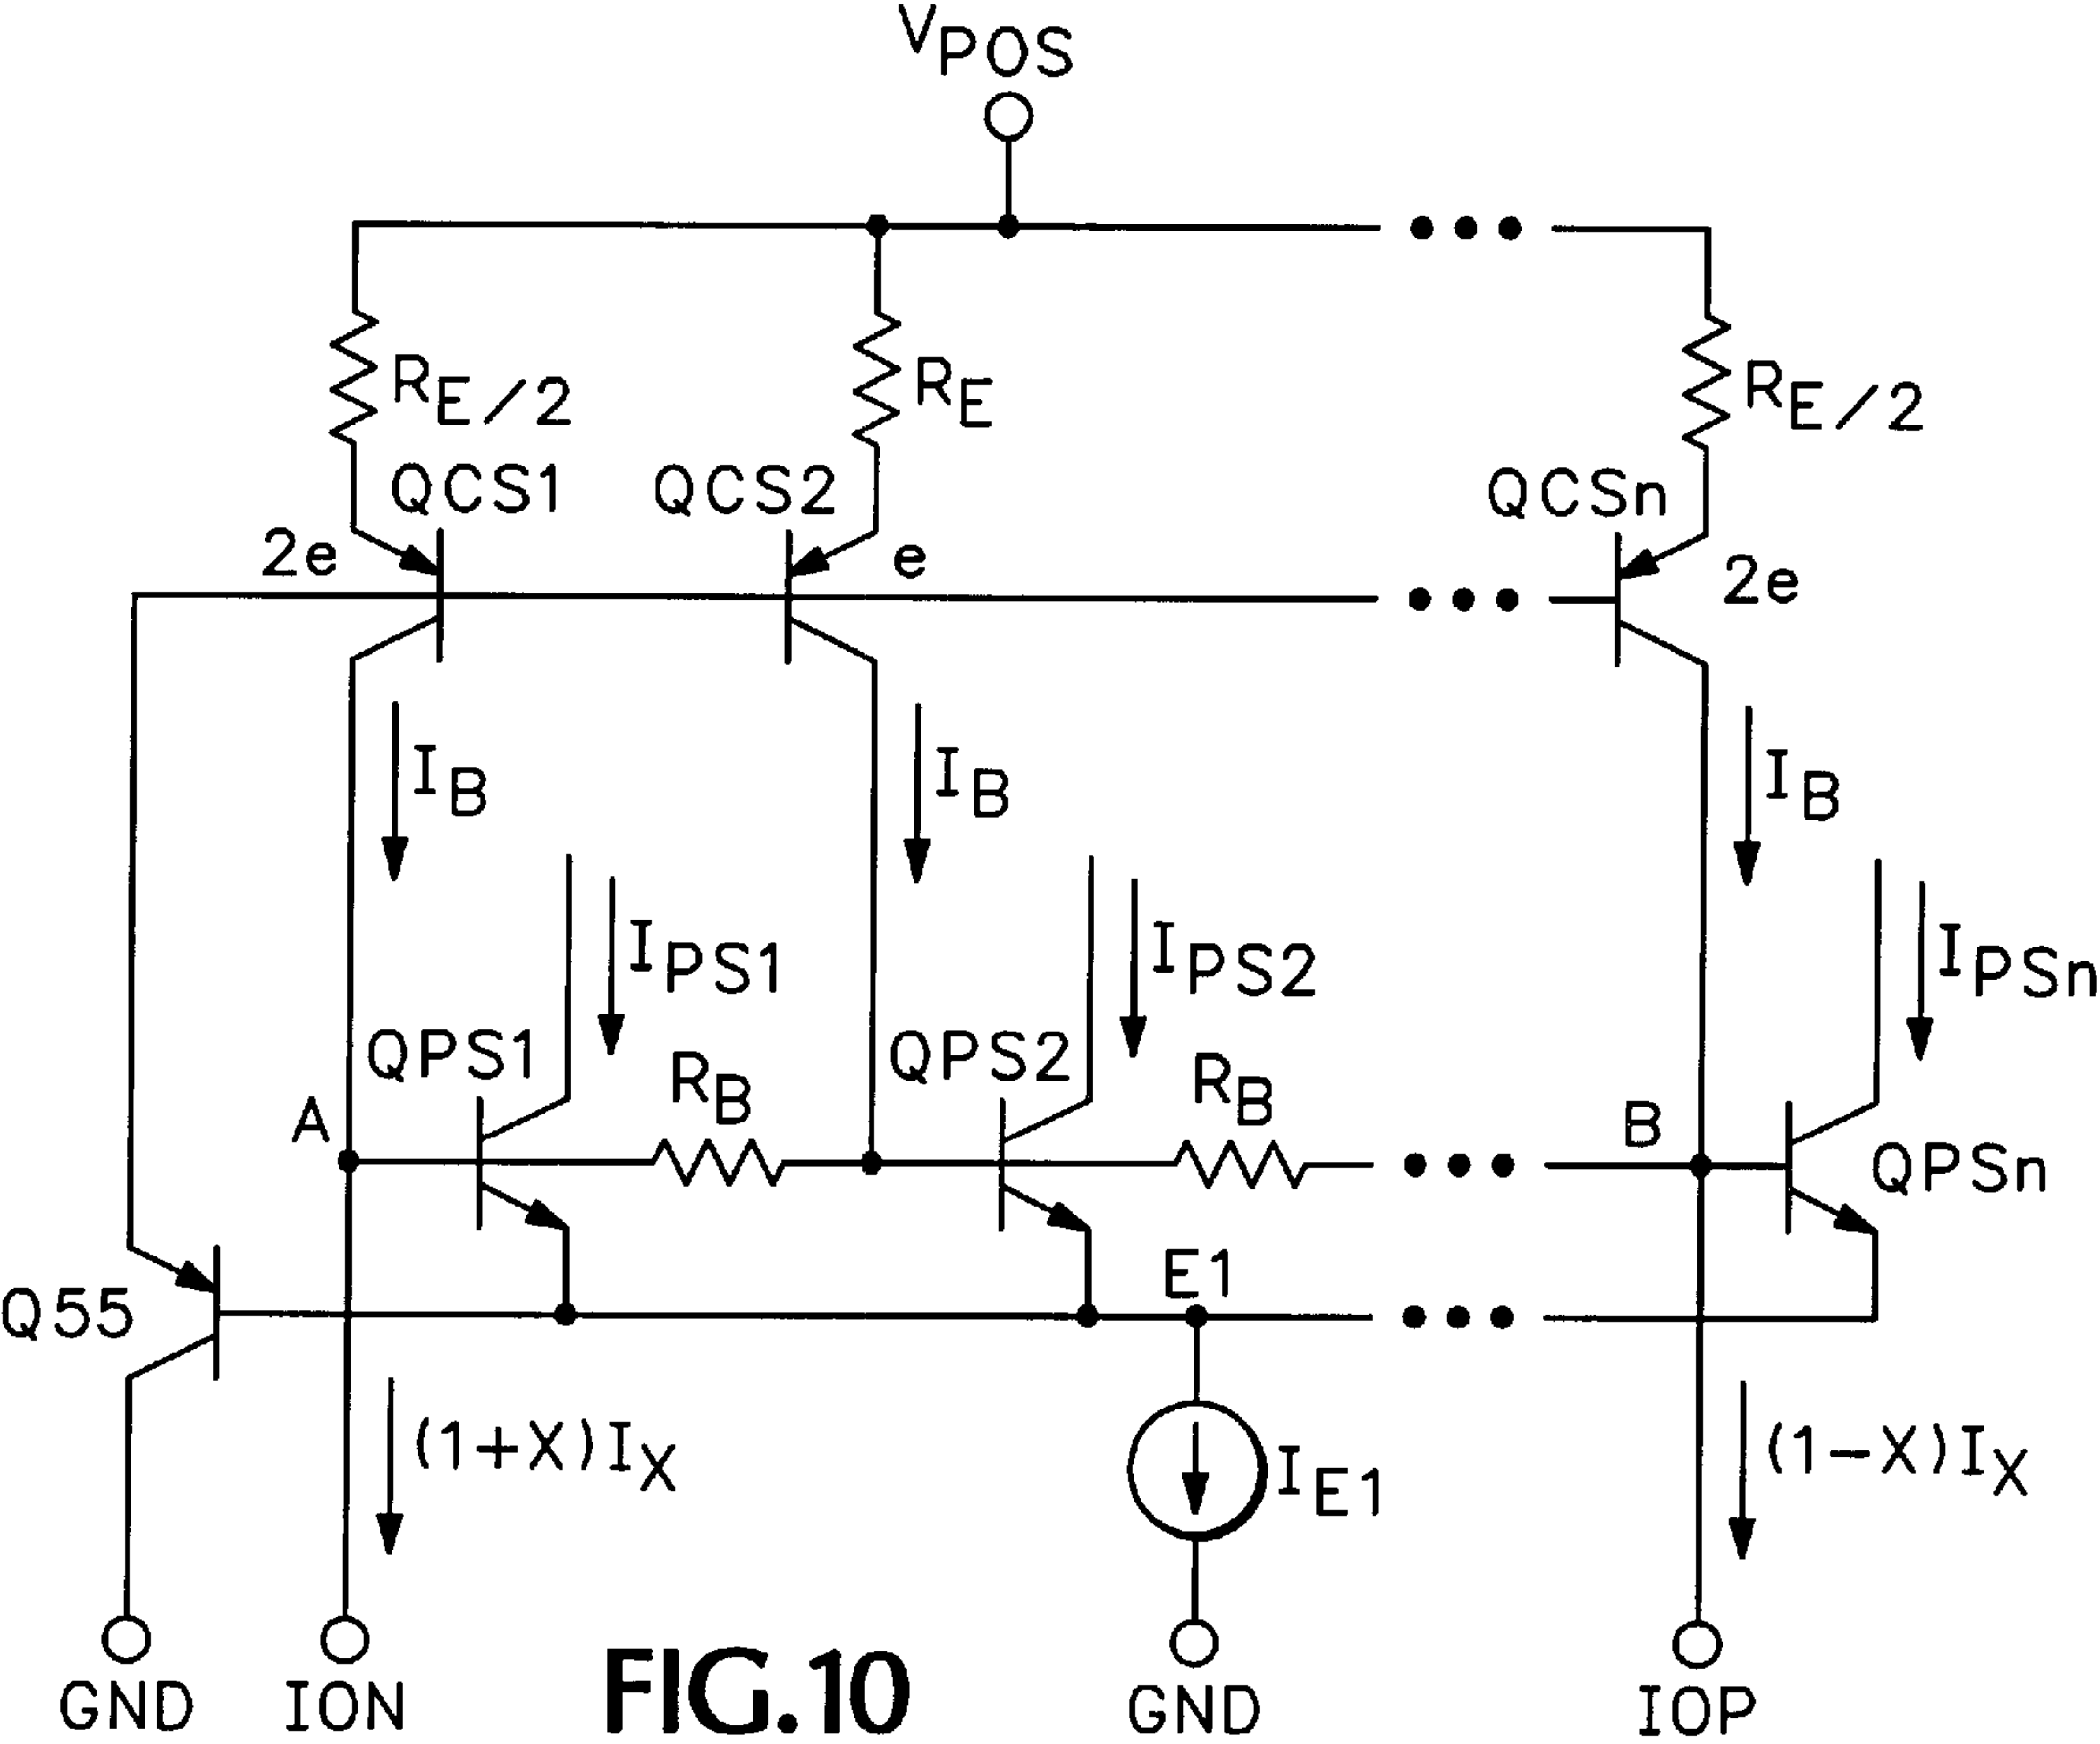 VPOS
RE/2
RE
RE/2
QCS1
QCS2
QCSn
2e
e
2e
IB
IB
IB
IPS1
IPS2
IPSn
QPS1
RB
QPS2
RB
A
B
QPSn
E1
Q55
(1+X)IX
IE1
(1-X)IX
GND
ION
FIG.10
GND
IOP